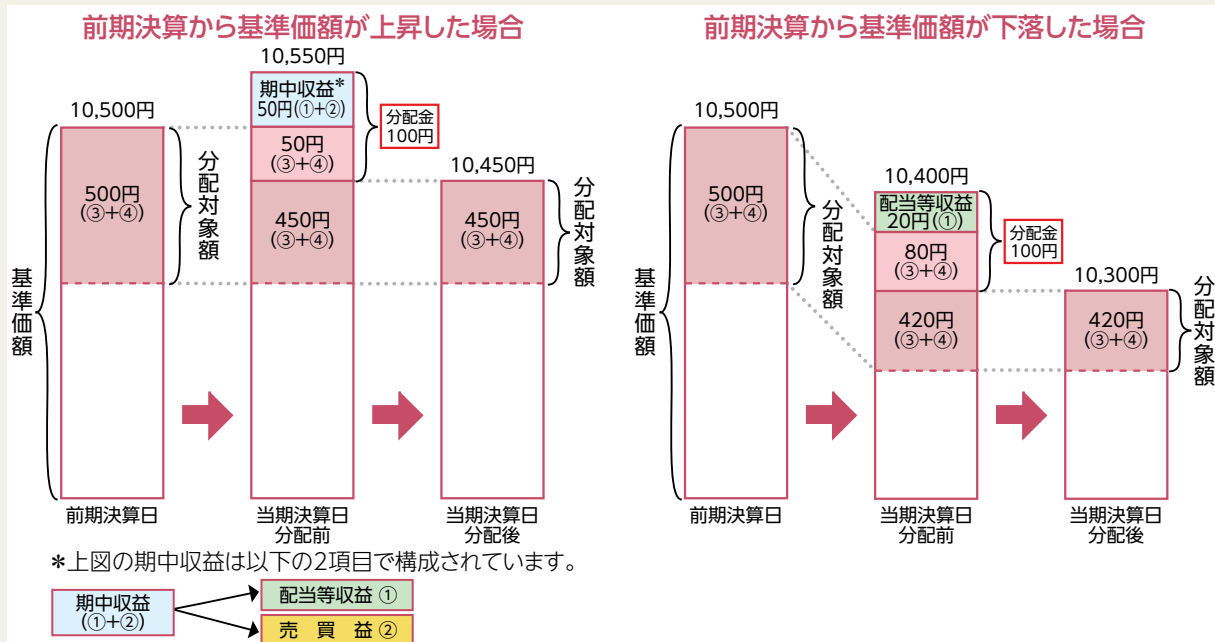 前期決算から基準価額が上昇した場合
10,500円
500円
(③+④)
分配対象額
基準価額
前期決算日
10,550円
期中収益*
50円(①+②)
50円
(③+④)
450円
(③+④)
分配金
100円
当期決算日
分配前
10,450円
450円
(③+④)
分配対象額
当期決算日
分配後
*上図の期中収益は以下の2項目で構成されています。
期中収益
(①+②)
配当等収益 ①
売 買 益 ②
前期決算から基準価額が下落した場合
10,500円
500円
(③+④)
分配対象額
基準価額
前期決算日
10,400円
配当等収益
20円(①)
80円
(③+④)
420円
(③+④)
分配金
100円
当期決算日
分配前
10,300円
420円
(③+④)
分配対象額
当期決算日
分配後